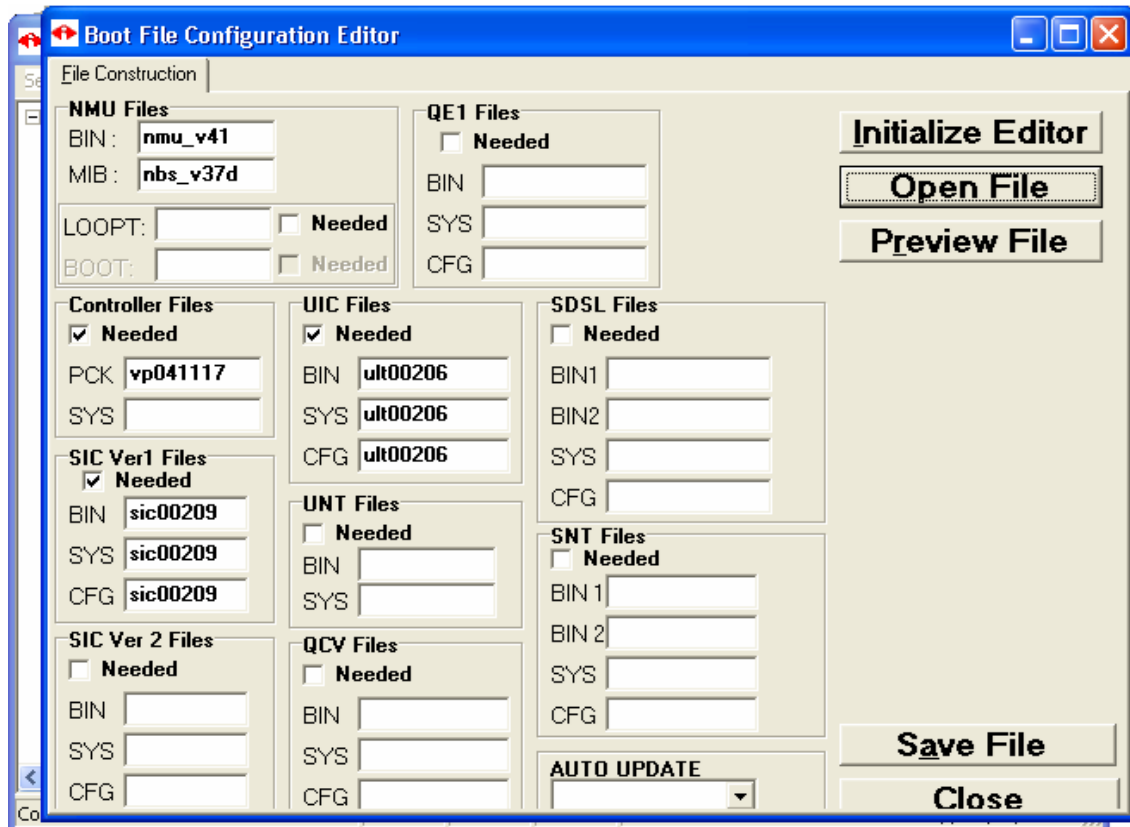 Boot File Configuration Editor
File Construction
NMU Files
BIN : nmu_v41
MIB : nbs_v37d
LOOPT: Needed
BOOT: Needed
QE1 Files
Needed
BIN
SYS
CFG
Initialize Editor
Open File
Preview File
Controller Files
Needed
PCK vp041117
SYS
UIC Files
Needed
BIN ult00206
SYS ult00206
CFG ult00206
SDSL Files
Needed
BIN1
BIN2
SYS
CFG
SIC Ver1 Files
Needed
BIN sic00209
SYS sic00209
CFG sic00209
UNT Files
Needed
BIN
SYS
SNT Files
Needed
BIN 1
BIN 2
SYS
CFG
SIC Ver 2 Files
Needed
BIN
SYS
CFG
QCV Files
Needed
BIN
SYS
CFG
AUTO UPDATE
Save File
Close
Se
Co